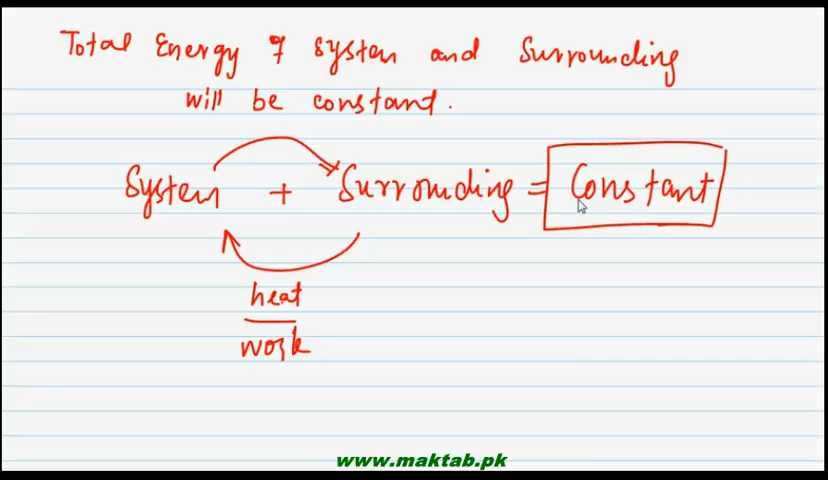 Total Energy of System and Surrounding
will be constant.
System + Surrounding = Constant
heat
work
www.maktab.pk